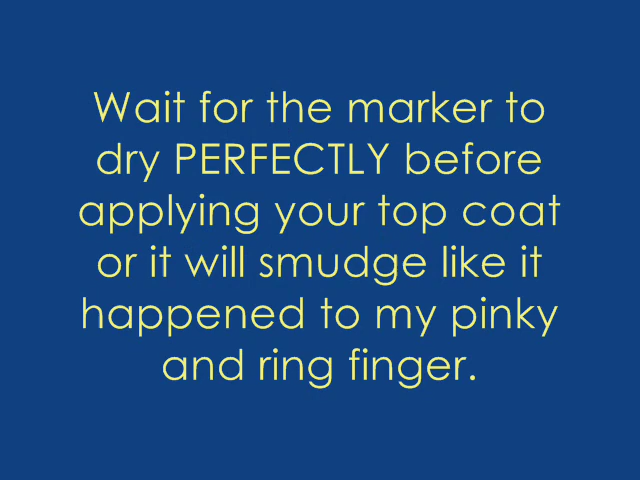 Wait for the marker to
dry PERFECTLY before
applying your top coat
or it will smudge like it
happened to my pinky
and ring finger.